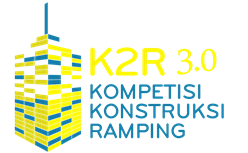 K2R 3.0
KOMPETISI
KONSTRUKSI
RAMPING